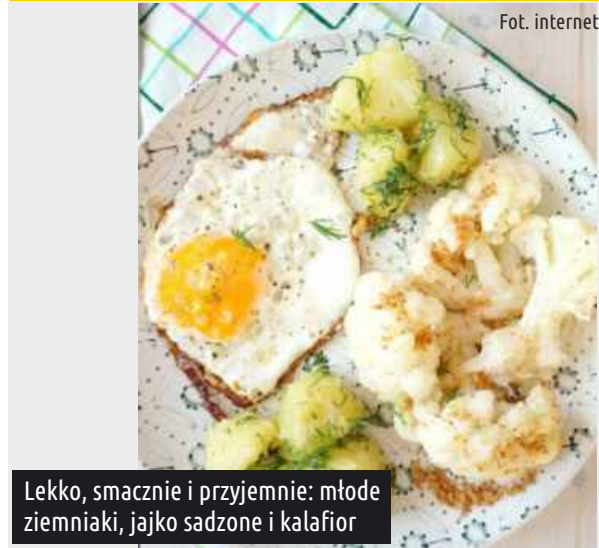 Fot. internet
Lekko, smacznie i przyjemnie: młode
ziemniaki, jajko sadzone i kalafior